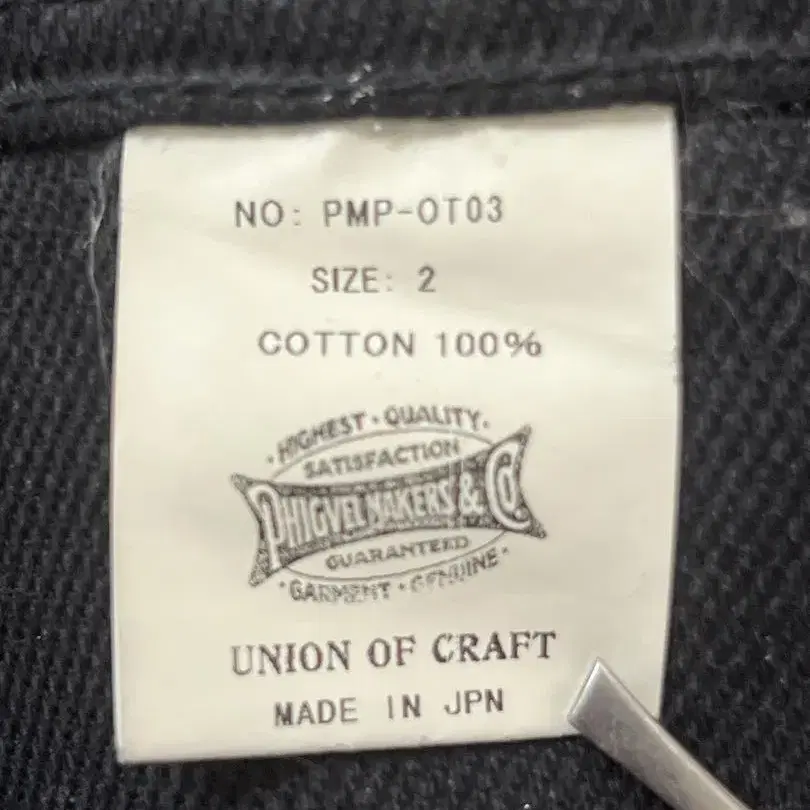 NO: PMP-OT03
SIZE: 2
COTTON 100%
·HIGHEST·QUALITY·
SATISFACTION
PHIGVEL MAKERS & Co.
GUARANTEED
·GARMENT·GENUINE·
UNION OF CRAFT
MADE IN JPN